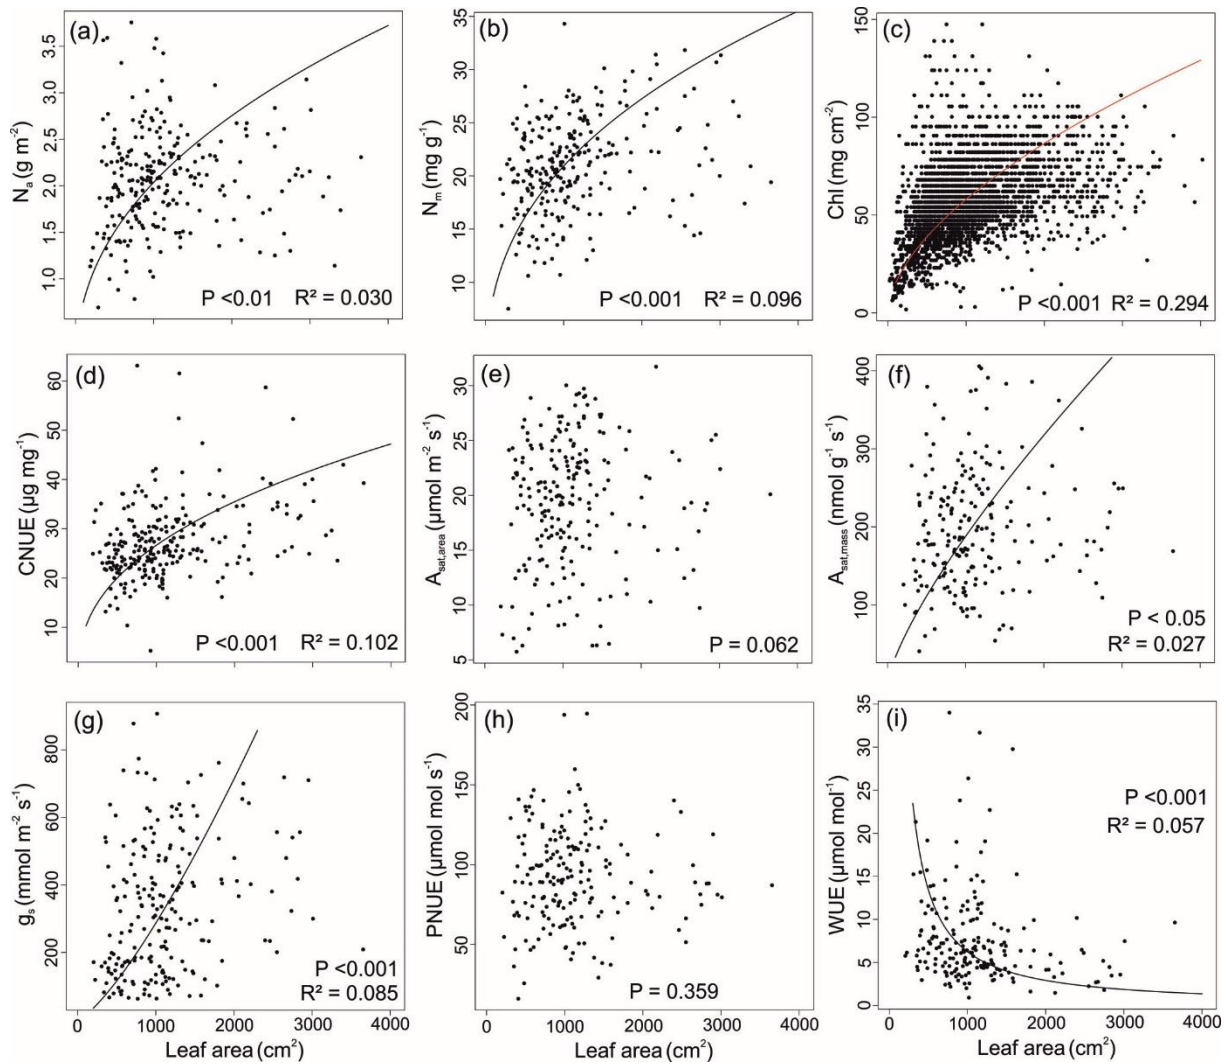 (a)
3.5
3.0
2.5
2.0
1.5
1.0
Nₐ (g m⁻²)
P <0.01 R² = 0.030
(b)
35
30
25
20
15
10
Nₘ (mg g⁻¹)
P <0.001 R² = 0.096
(c)
150
100
50
0
Chl (mg cm⁻²)
P <0.001 R² = 0.294
(d)
60
50
40
30
20
10
CNUE (µg mg⁻¹)
P <0.001 R² = 0.102
(e)
30
25
20
15
10
5
Asat,area (µmol m⁻² s⁻¹)
P = 0.062
(f)
400
300
200
100
Asat,mass (nmol g⁻¹ s⁻¹)
P < 0.05
R² = 0.027
(g)
800
600
400
200
gₛ (mmol m⁻² s⁻¹)
P <0.001
R² = 0.085
0 1000 2000 3000 4000
Leaf area (cm²)
(h)
200
150
100
50
PNUE (µmol mol s⁻¹)
P = 0.359
0 1000 2000 3000 4000
Leaf area (cm²)
(i)
35
30
25
20
15
10
5
0
WUE (µmol mol⁻¹)
P <0.001
R² = 0.057
0 1000 2000 3000 4000
Leaf area (cm²)